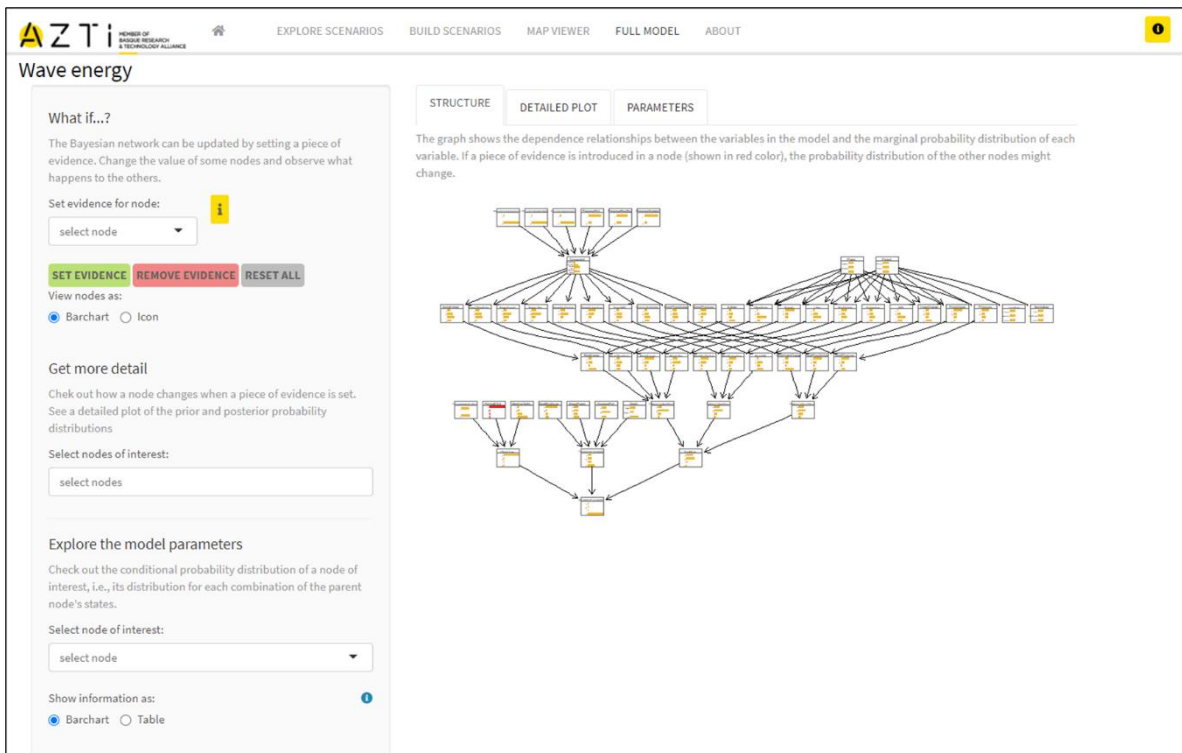 AZTi MEMBER OF
BASQUE RESEARCH
& TECHNOLOGY ALLIANCE
EXPLORE SCENARIOS BUILD SCENARIOS MAP VIEWER FULL MODEL ABOUT
Wave energy
What if...?
The Bayesian network can be updated by setting a piece of
evidence. Change the value of some nodes and observe what
happens to the others.
Set evidence for node:
select node
SET EVIDENCE REMOVE EVIDENCE RESET ALL
View nodes as:
Barchart Icon
Get more detail
Chek out how a node changes when a piece of evidence is set.
See a detailed plot of the prior and posterior probability
distributions
Select nodes of interest:
select nodes
Explore the model parameters
Check out the conditional probability distribution of a node of
interest, i.e., its distribution for each combination of the parent
node's states.
Select node of interest:
select node
Show information as:
Barchart Table
STRUCTURE DETAILED PLOT PARAMETERS
The graph shows the dependence relationships between the variables in the model and the marginal probability distribution of each
variable. If a piece of evidence is introduced in a node (shown in red color), the probability distribution of the other nodes might
change.